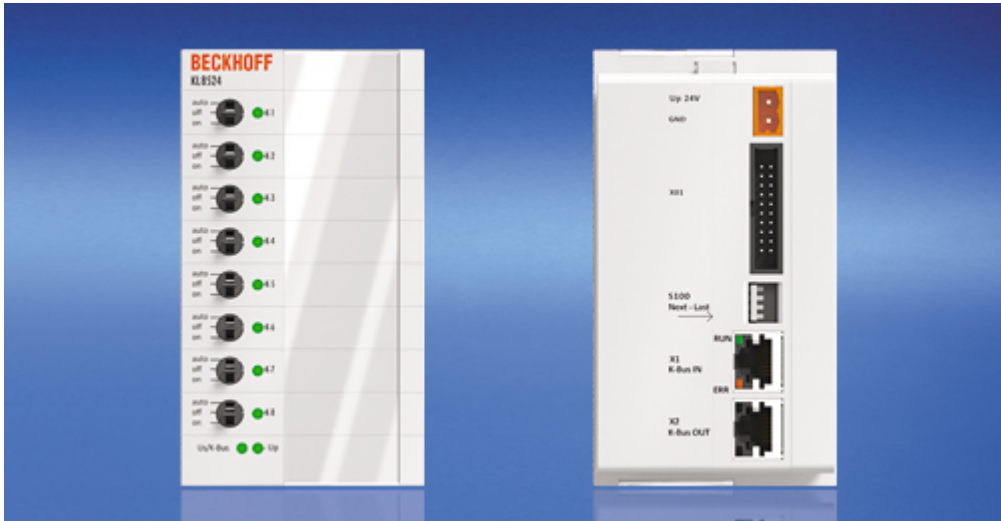 BECKHOFF
KL8524
auto
off
on
4.1
auto
off
on
4.2
auto
off
on
4.3
auto
off
on
4.4
auto
off
on
4.5
auto
off
on
4.6
auto
off
on
4.7
auto
off
on
4.8
Us/K-Bus
Up
Up 24V
GND
X01
S100
Next - Last
RUN
X1
K-Bus IN
ERR
X2
K-Bus OUT